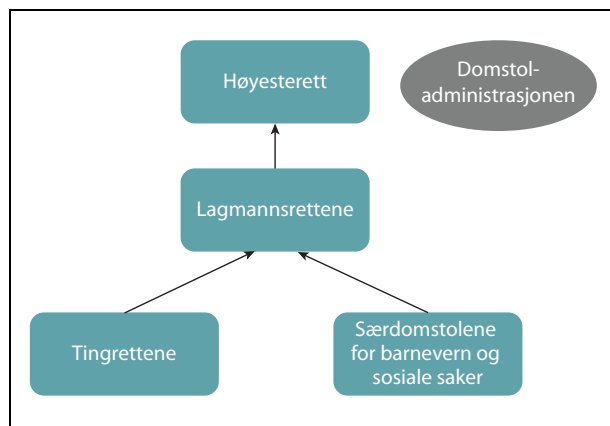 Høyesterett
Domstol-
administrasjonen
Lagmannsrettene
Tingrettene
Særdomstolene
for barnevern og
sosiale saker